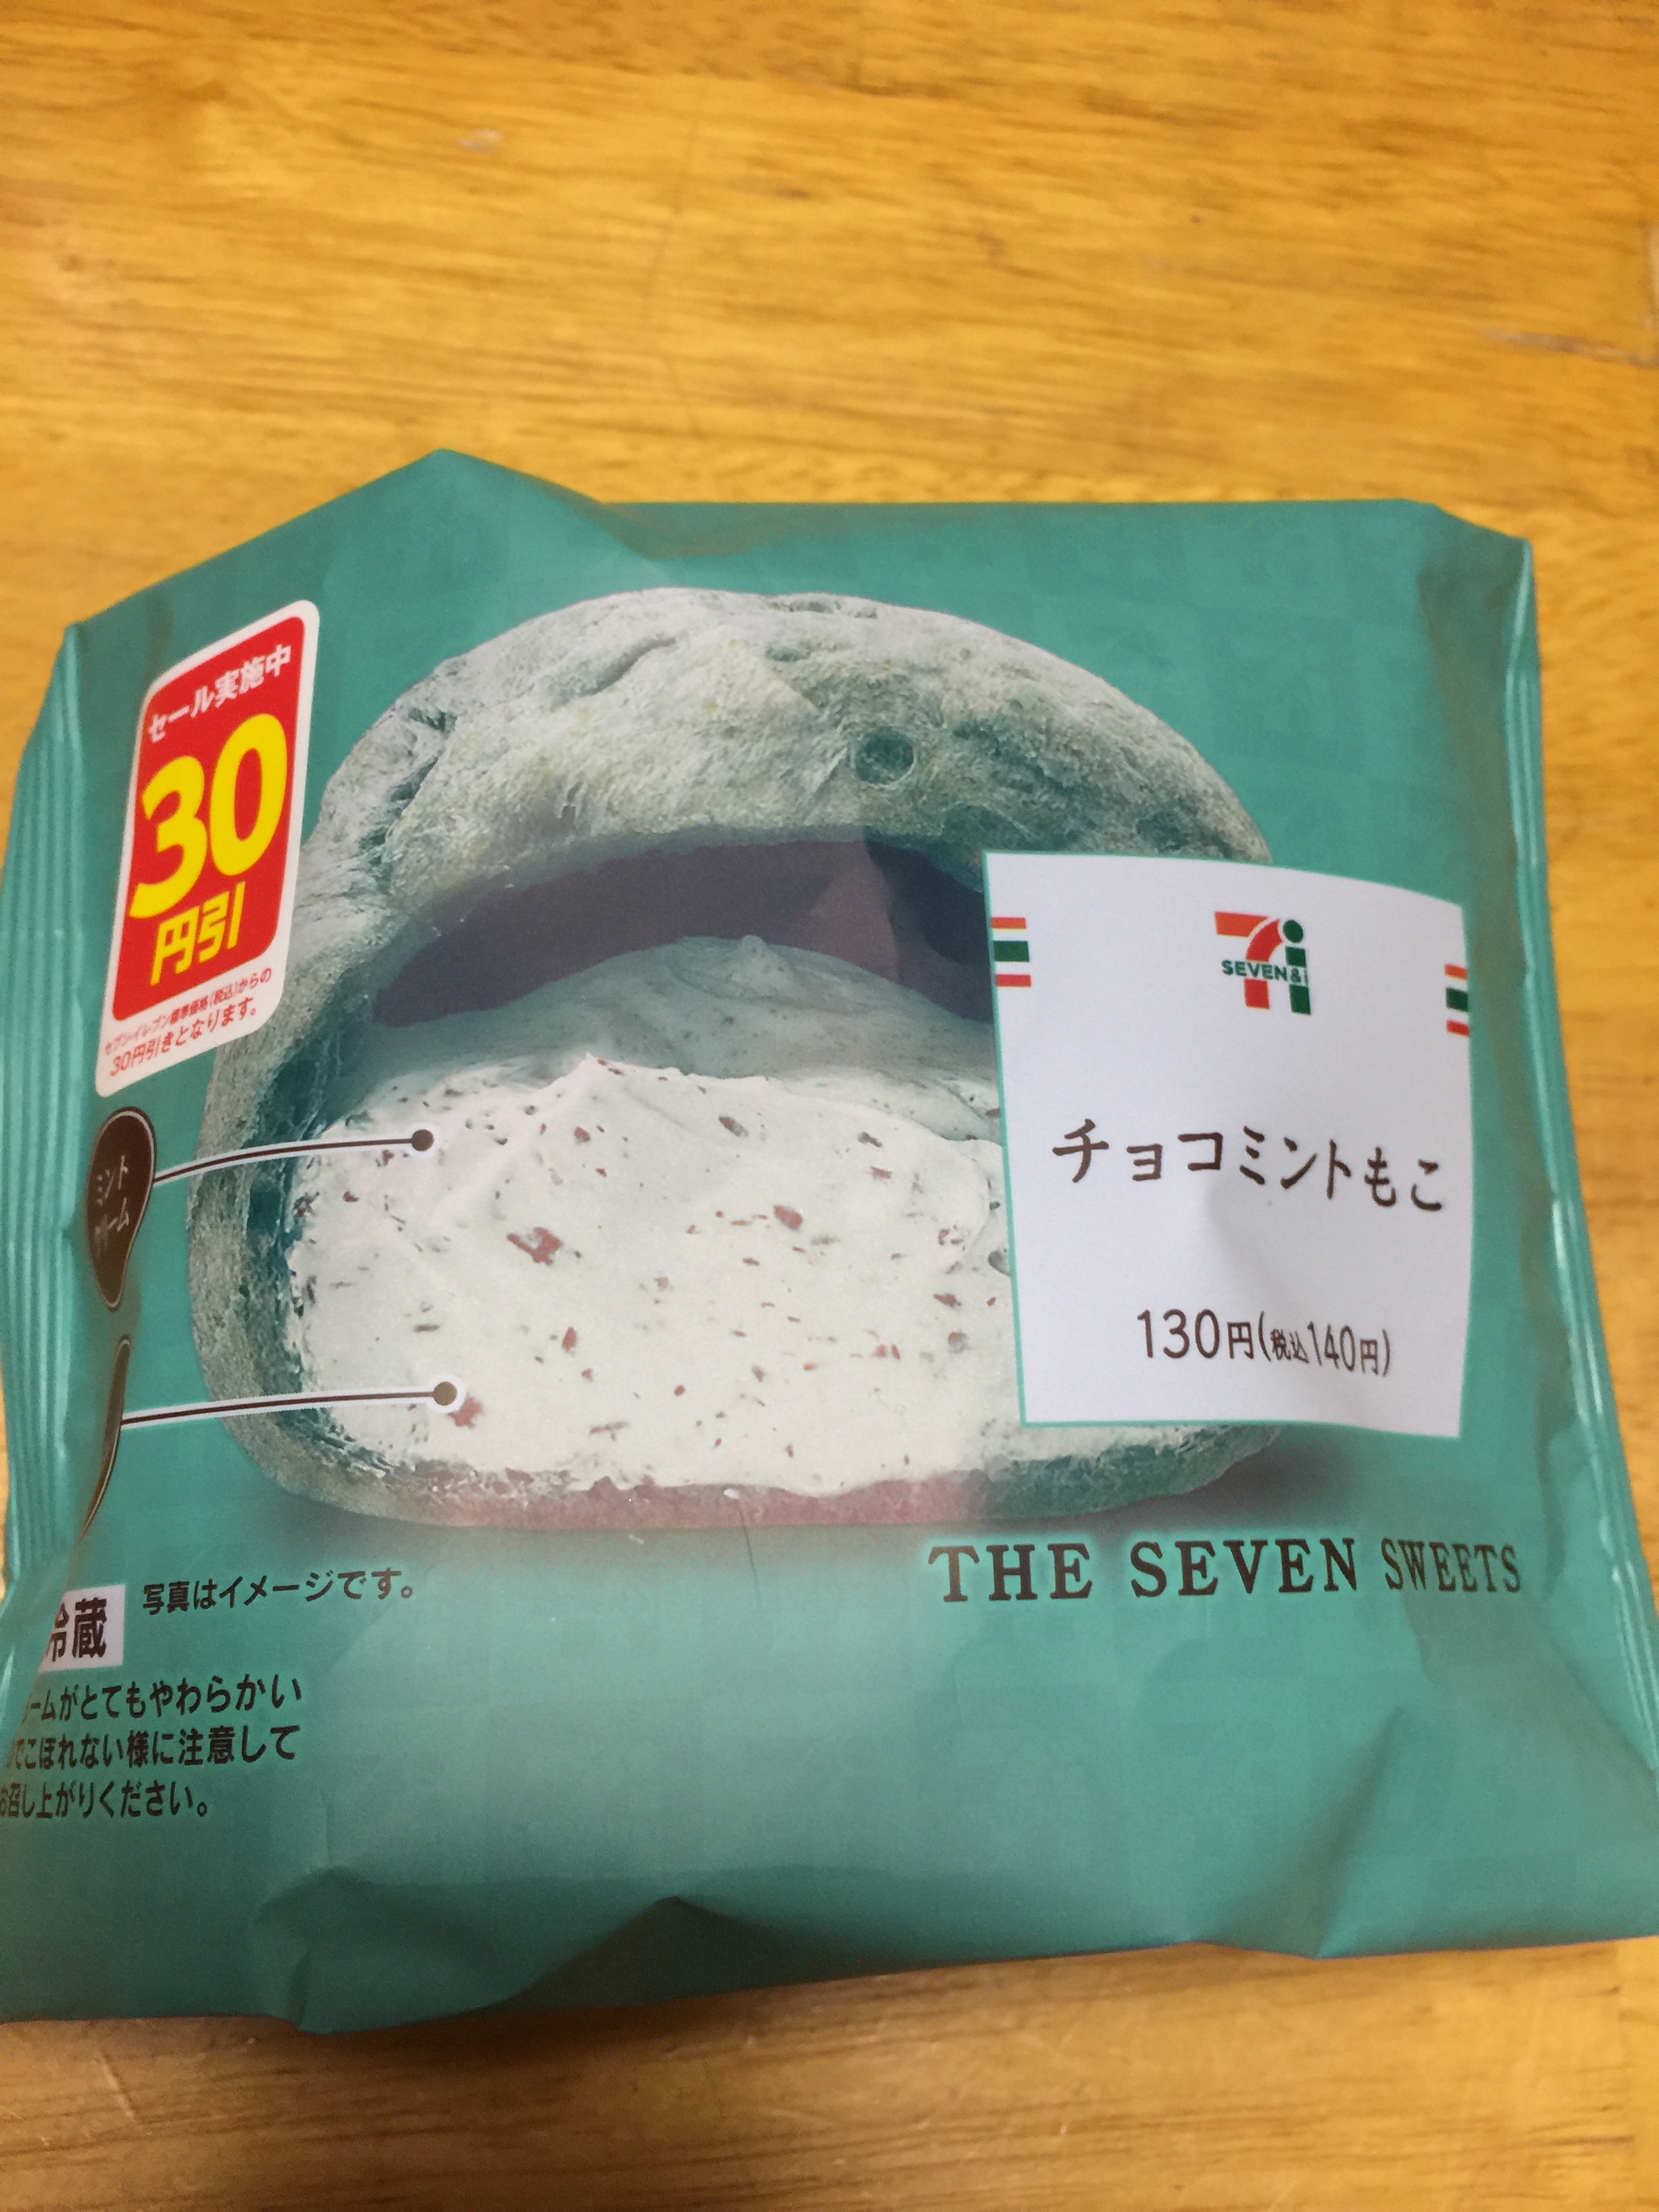 セール実施中
30
円引
セブン-イレブン標準価格(税込)からの
30円引きとなります。
ミント
クリーム
SEVEN&i
チョコミントもこ
130円(税込140円)
THE SEVEN SWEETS
冷蔵
写真はイメージです。
ームがとてもやわらかい
でこぼれない様に注意して
お召し上がりください。